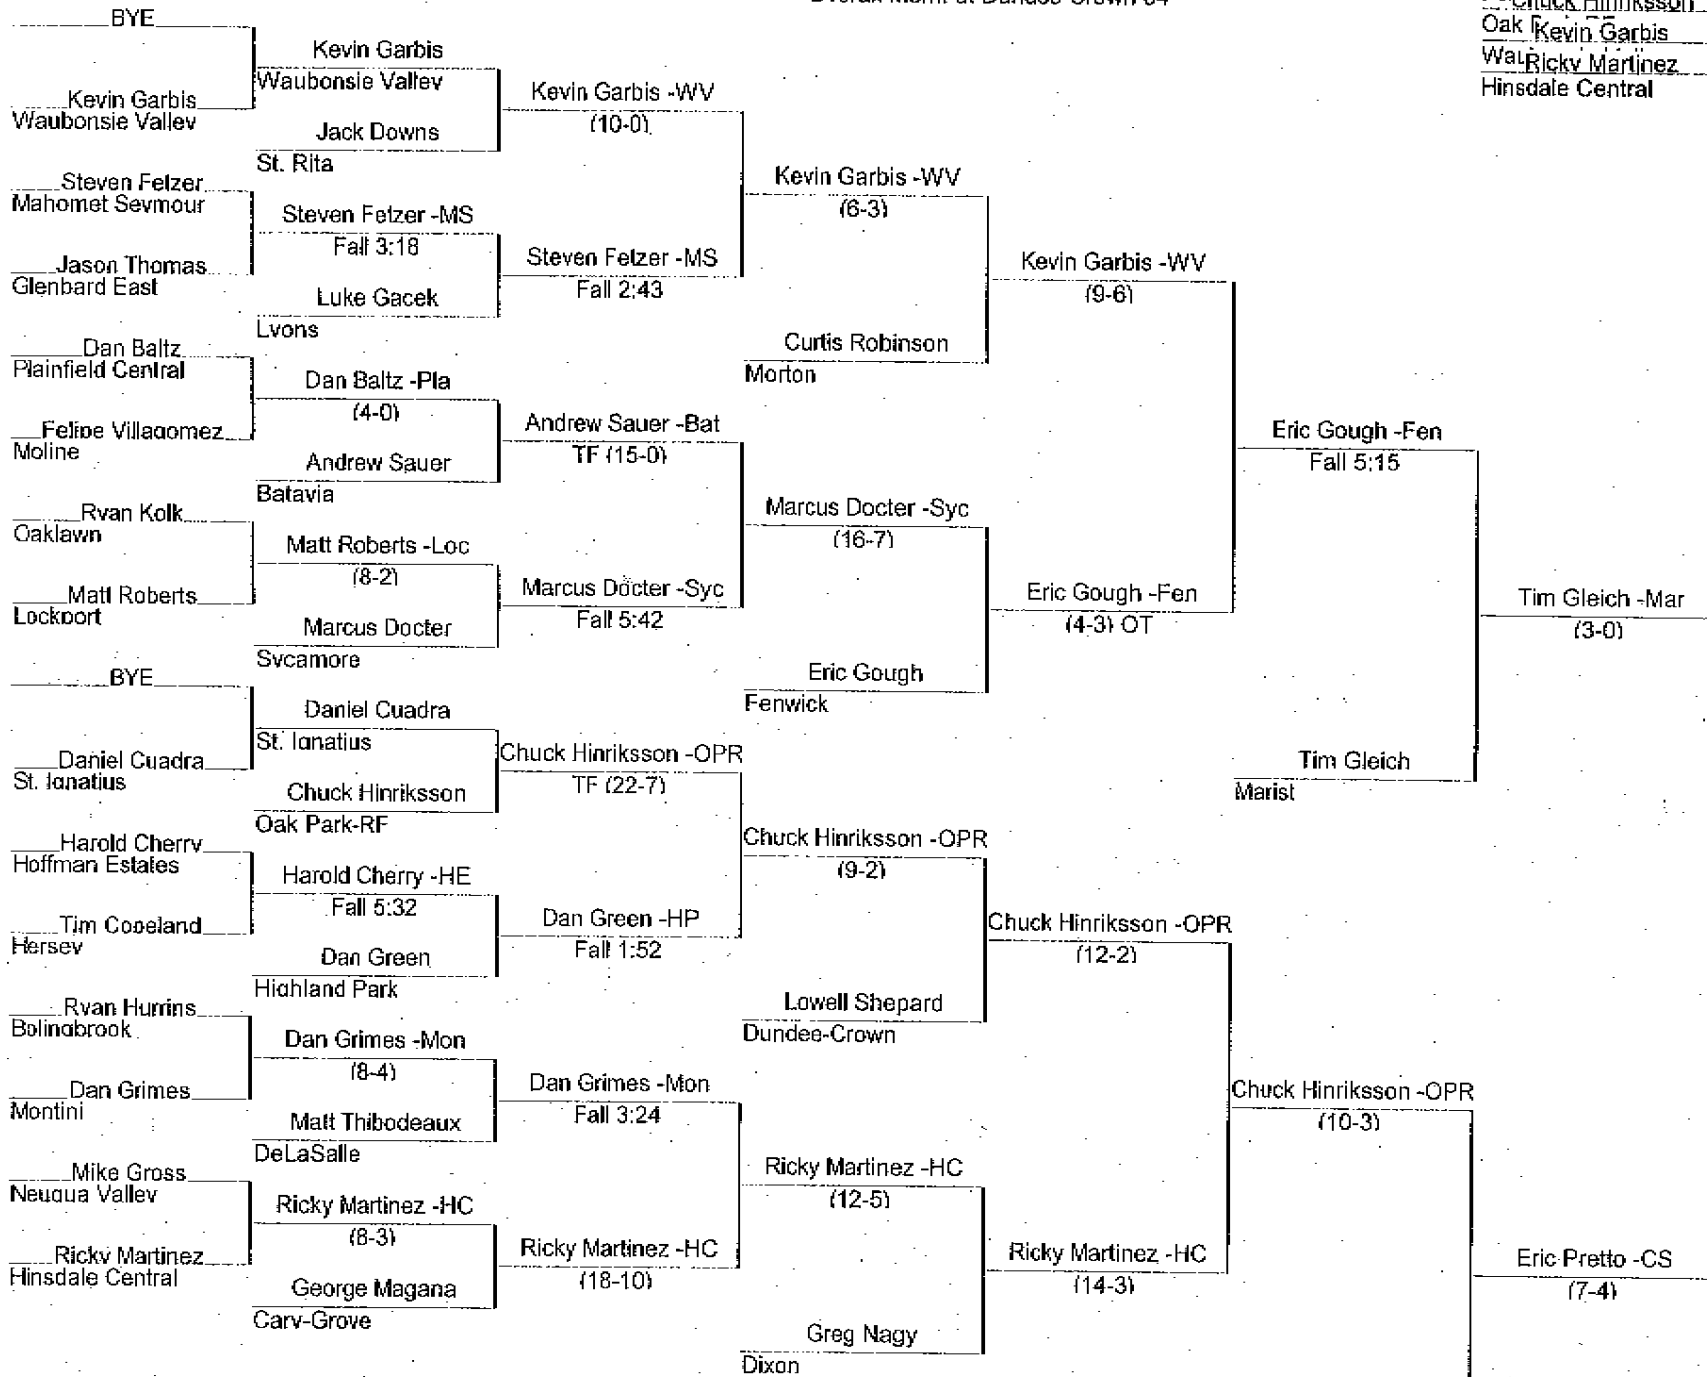 Chuck Hinriksson
Oak
Kevin Garbis
Wau
Ricky Martinez
Hinsdale Central
BYE
Kevin Garbis
Waubonsie Valley
Steven Felzer
Mahomet Seymour
Jason Thomas
Glenbard East
Dan Baltz
Plainfield Central
Felipe Villagomez
Moline
Ryan Kolk
Oaklawn
Matt Roberts
Lockport
BYE
Daniel Cuadra
St. Ignatius
Harold Cherry
Hoffman Estates
Tim Copeland
Hersey
Ryan Hurrins
Bolingbrook
Dan Grimes
Montini
Mike Gross
Neuqua Valley
Ricky Martinez
Hinsdale Central
Kevin Garbis
Waubonsie Valley
Jack Downs
St. Rita
Steven Felzer -MS
Fall 3:18
Luke Gacek
Lyons
Dan Baltz -Pla
(4-0)
Andrew Sauer
Batavia
Matt Roberts -Loc
(8-2)
Marcus Docter
Sycamore
Daniel Cuadra
St. Ignatius
Chuck Hinriksson
Oak Park-RF
Harold Cherry -HE
Fall 5:32
Dan Green
Highland Park
Dan Grimes -Mon
(8-4)
Matt Thibodeaux
DeLaSalle
Ricky Martinez -HC
(8-3)
George Magana
Cary-Grove
Kevin Garbis -WV
(10-0)
Steven Felzer -MS
Fall 2:43
Andrew Sauer -Bat
TF (15-0)
Marcus Docter -Syc
Fall 5:42
Chuck Hinriksson -OPR
TF (22-7)
Dan Green -HP
Fall 1:52
Dan Grimes -Mon
Fall 3:24
Ricky Martinez -HC
(18-10)
Kevin Garbis -WV
(6-3)
Curtis Robinson
Morton
Marcus Docter -Syc
(16-7)
Eric Gough
Fenwick
Chuck Hinriksson -OPR
(9-2)
Lowell Shepard
Dundee-Crown
Ricky Martinez -HC
(12-5)
Greg Nagy
Dixon
Kevin Garbis -WV
(9-6)
Eric Gough -Fen
(4-3) OT
Chuck Hinriksson -OPR
(12-2)
Ricky Martinez -HC
(14-3)
Eric Gough -Fen
Fall 5:15
Tim Gleich
Marist
Chuck Hinriksson -OPR
(10-3)
Tim Gleich -Mar
(3-0)
Eric Pretto -CS
(7-4)